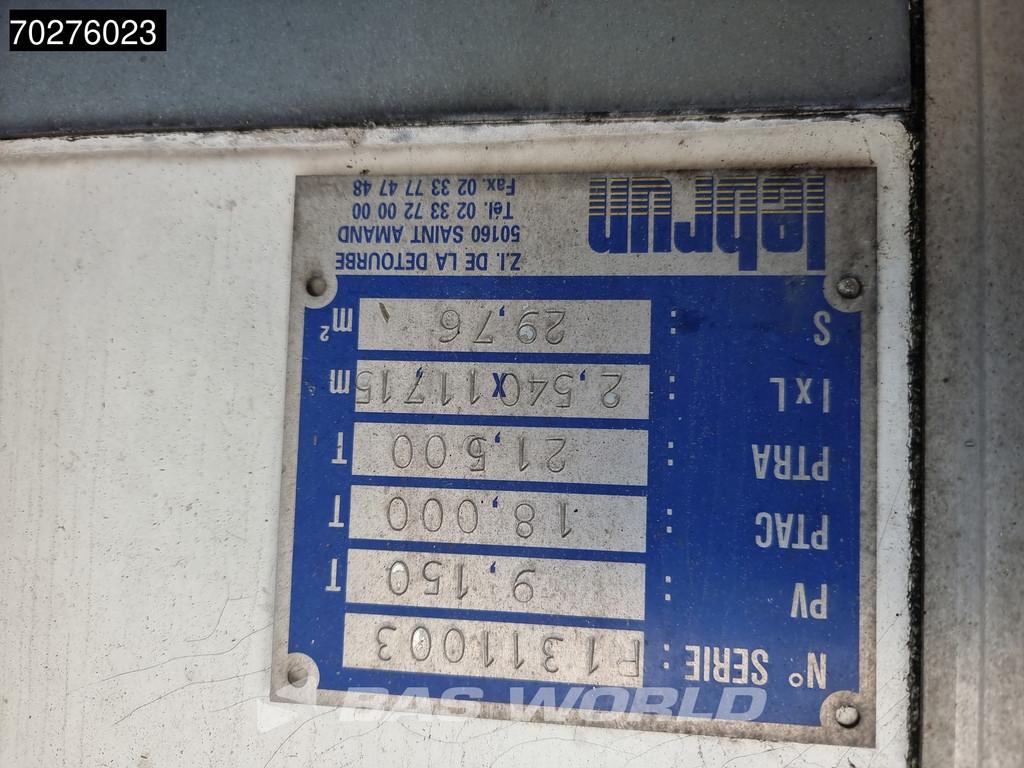 70276023
lebrun
Z.I. DE LA DETOURBE
50160 SAINT AMAND
Tél. 02 33 72 00 00
Fax. 02 33 77 47 48
S : 29,76 m²
l x L : 2,540 x 11,715 m
PTRA : 21,500 T
PTAC : 18,000 T
PV : 9,150 T
N° SERIE : F1311003
BAS WORLD